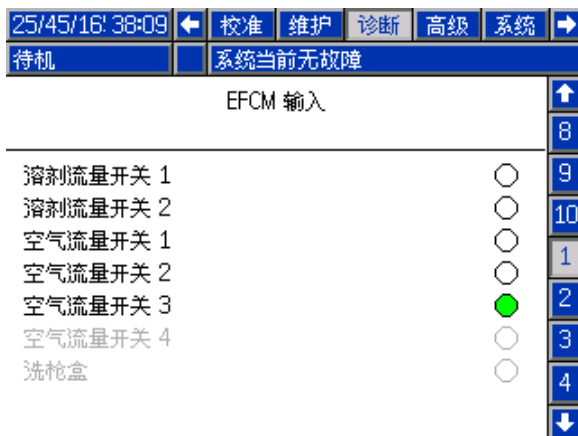 25/45/16! 38:09 校准 维护 诊断 高级 系统
待机 系统当前无故障
EFCM 输入
8
溶剂流量开关 1 9
溶剂流量开关 2 10
空气流量开关 1
空气流量开关 2 1
空气流量开关 3 2
空气流量开关 4 3
洗枪盒 4